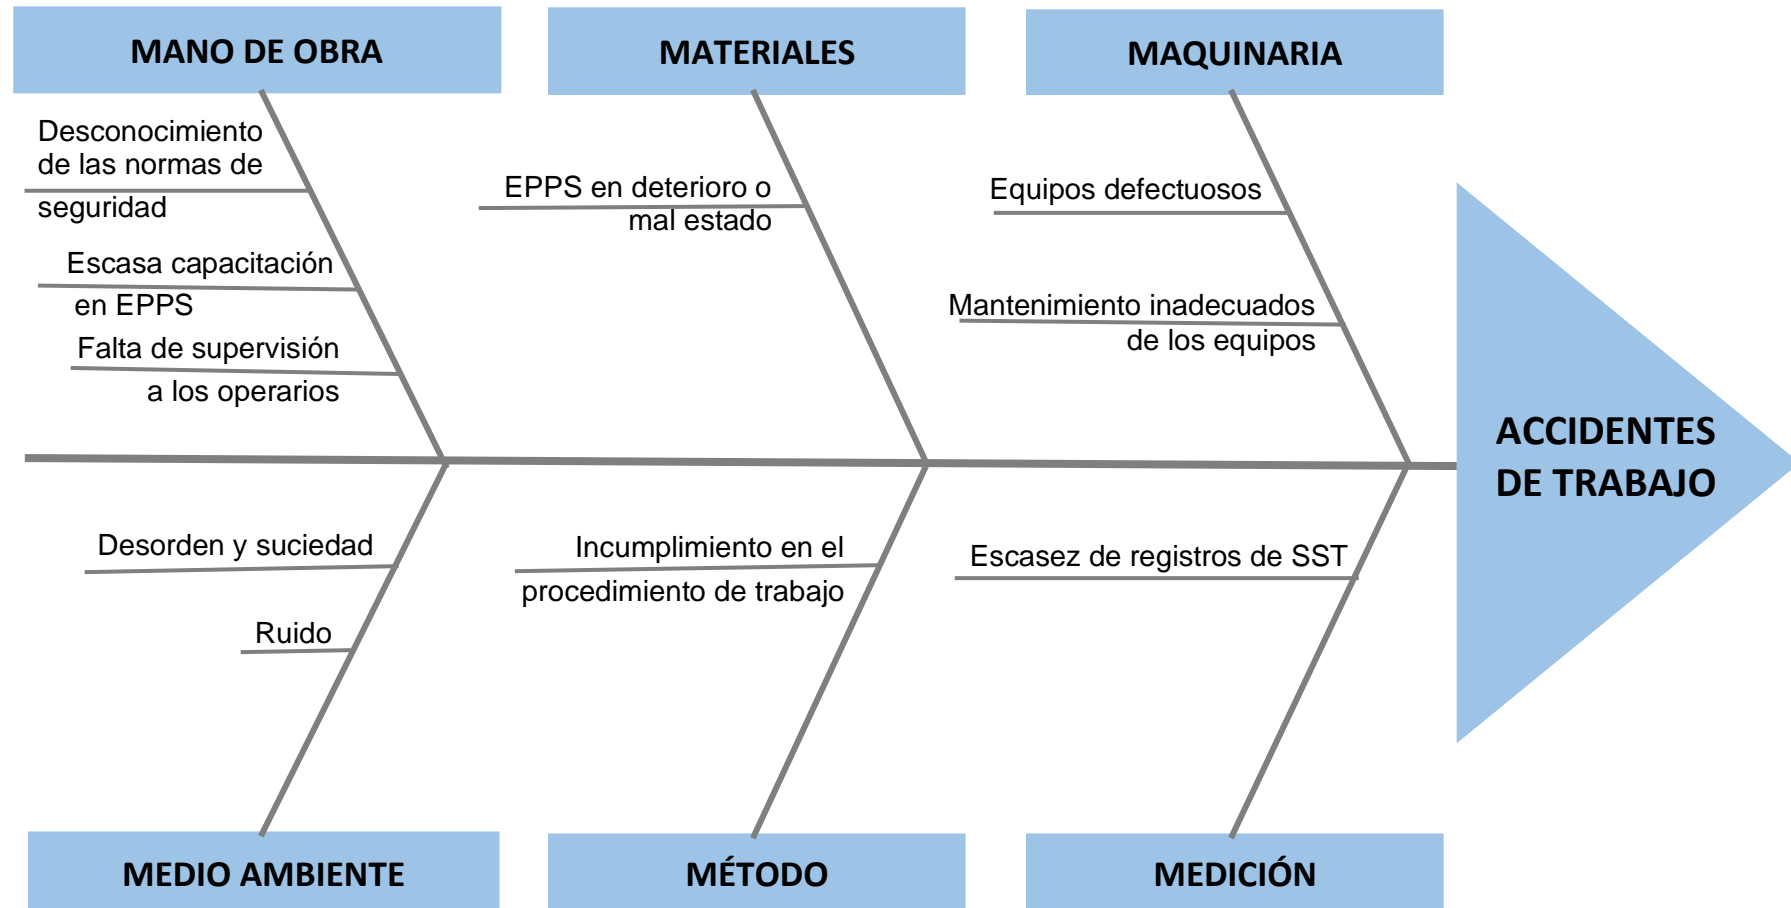 MANO DE OBRA
MATERIALES
MAQUINARIA
Desconocimiento
de las normas de
seguridad
Escasa capacitación
en EPPS
Falta de supervisión
a los operarios
EPPS en deterioro o
mal estado
Equipos defectuosos
Mantenimiento inadecuados
de los equipos
ACCIDENTES
DE TRABAJO
Desorden y suciedad
Ruido
Incumplimiento en el
procedimiento de trabajo
Escasez de registros de SST
MEDIO AMBIENTE
MÉTODO
MEDICIÓN